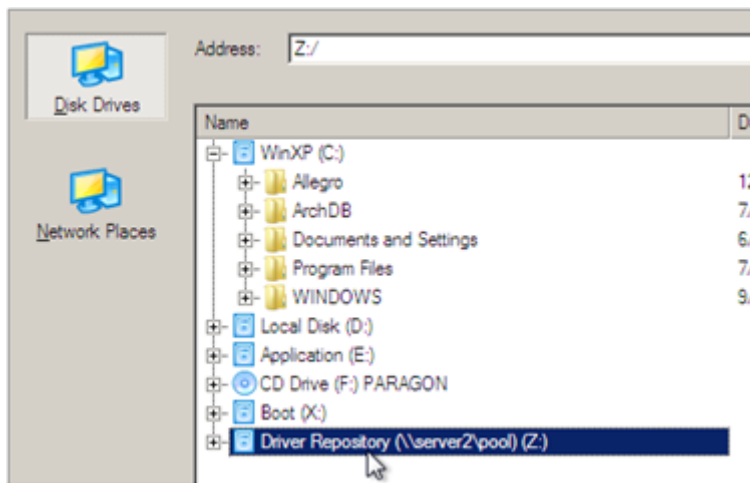 Address: Z:/
Disk Drives
Network Places
Name
WinXP (C:)
Allegro
ArchDB
Documents and Settings
Program Files
WINDOWS
Local Disk (D:)
Application (E:)
CD Drive (F:) PARAGON
Boot (X:)
Driver Repository (\\server2\pool) (Z:)